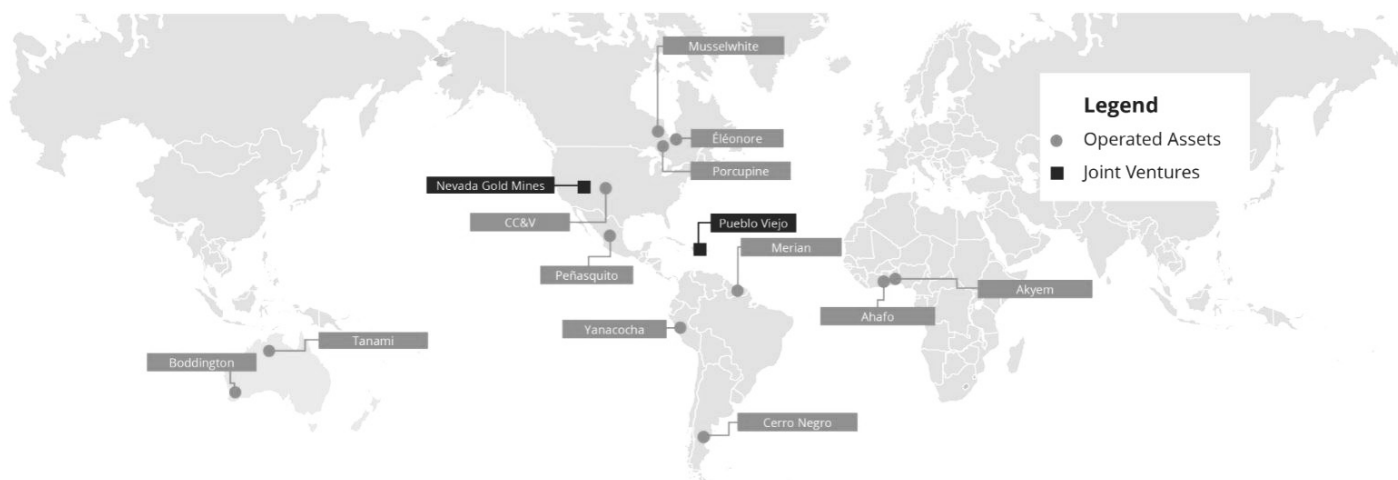 Musselwhite
Legend
Operated Assets
Éléonore
Porcupine
Joint Ventures
Nevada Gold Mines
CC&V
Pueblo Viejo
Merian
Peñasquito
Akyem
Ahafo
Yanacocha
Tanami
Boddington
Cerro Negro